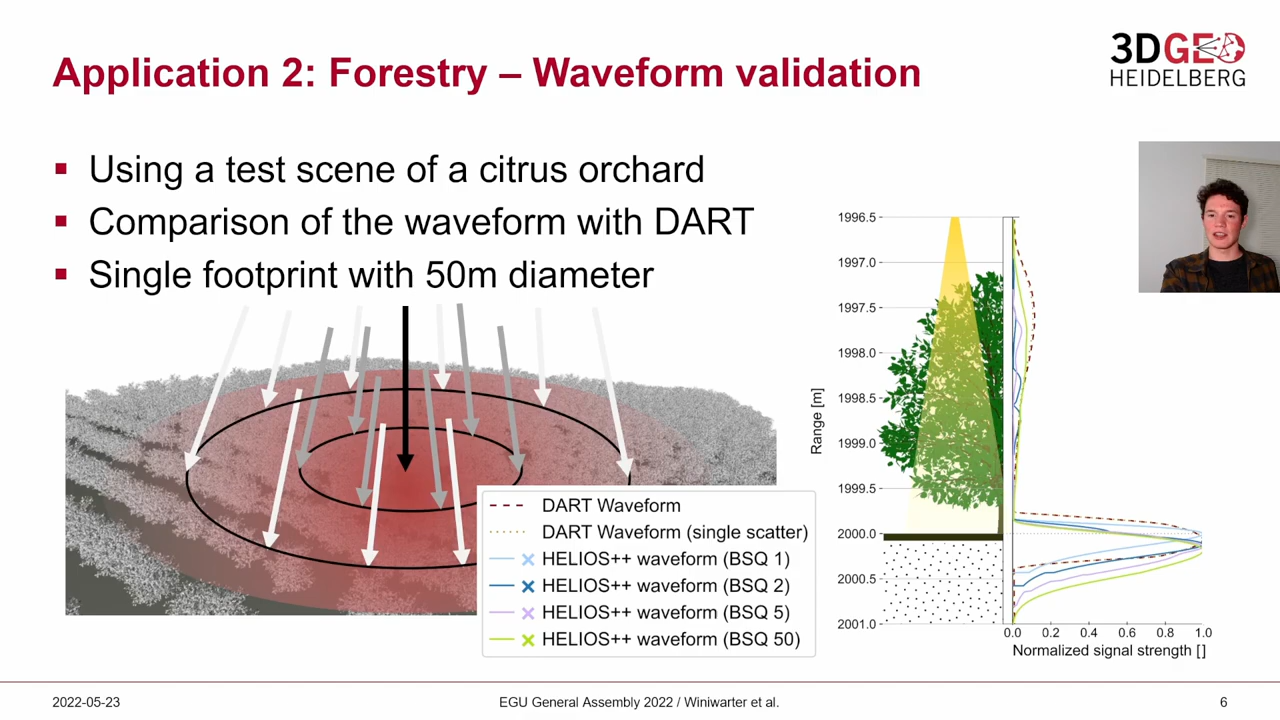 Application 2: Forestry – Waveform validation
3DGEO
HEIDELBERG
▪ Using a test scene of a citrus orchard
▪ Comparison of the waveform with DART
▪ Single footprint with 50m diameter
DART Waveform
DART Waveform (single scatter)
HELIOS++ waveform (BSQ 1)
HELIOS++ waveform (BSQ 2)
HELIOS++ waveform (BSQ 5)
HELIOS++ waveform (BSQ 50)
Range [m]
1996.5
1997.0
1997.5
1998.0
1998.5
1999.0
1999.5
2000.0
2000.5
2001.0
0.0 0.2 0.4 0.6 0.8 1.0
Normalized signal strength []
2022-05-23
EGU General Assembly 2022 / Winiwarter et al.
6